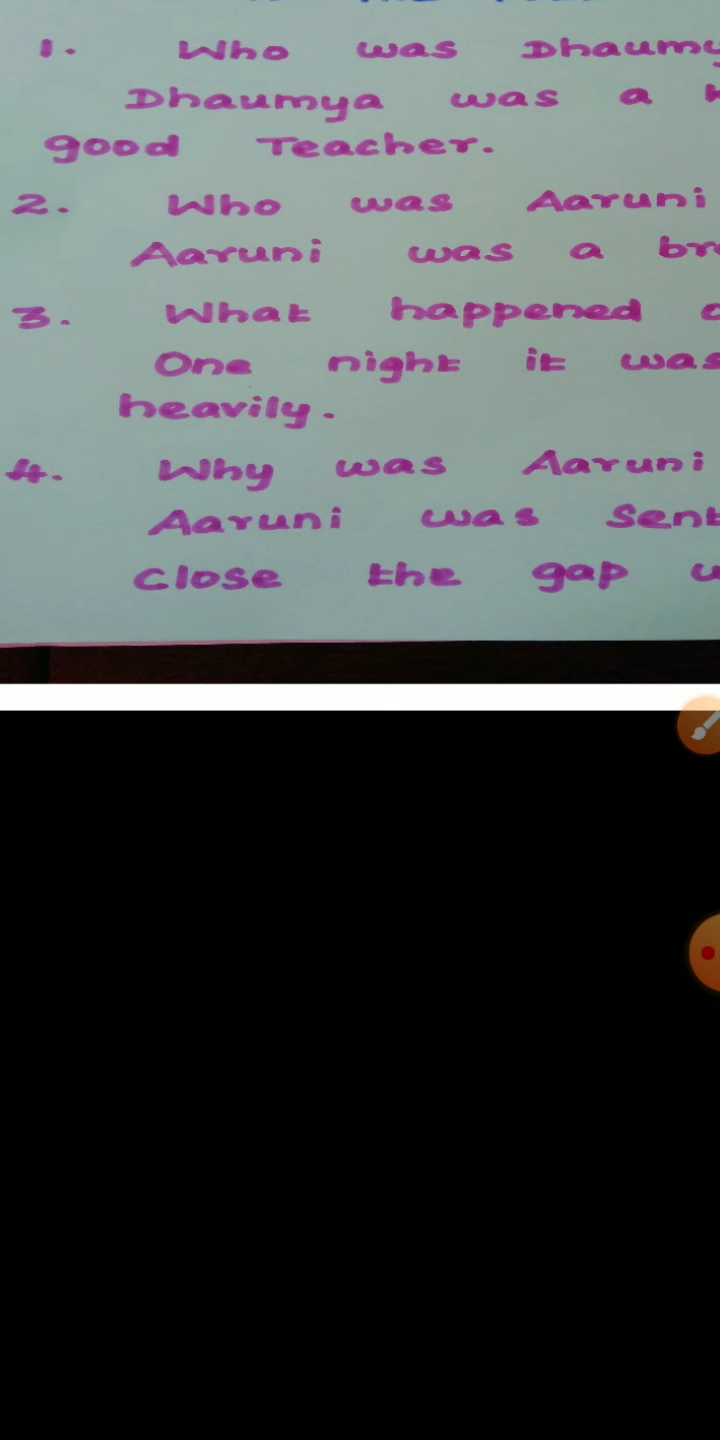 1. Who was Dhaumy
Dhaumya was a
good Teacher.
2. Who was Aaruni
Aaruni was a
3. What happened
One night it was
heavily.
4. Why was Aaruni
Aaruni was Sent
Close the gap